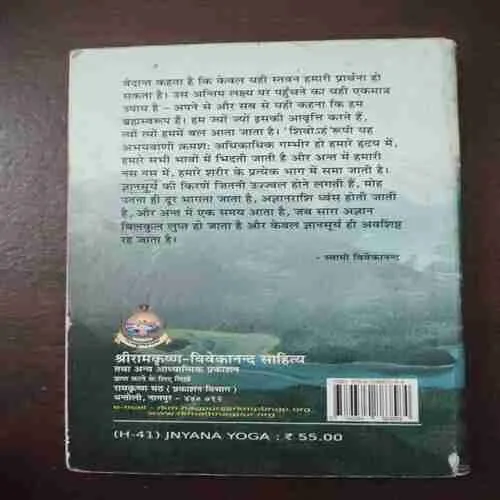 वेदान्त कहता है कि केवल यही स्तवन हमारी प्रार्थना हो
सकता है। उस अन्तिम लक्ष्य पर पहुँचने का यही एकमात्र
उपाय है – अपने से और सब से यही कहना कि हम
ब्रह्मस्वरूप हैं। हम ज्यों ज्यों इसकी आवृत्ति करते हैं,
त्यों त्यों हममें बल आता जाता है। 'शिवोऽहं' रूपी यह
अभयवाणी क्रमशः अधिकाधिक गम्भीर हो हमारे हृदय में,
हमारे सभी भावों में भिदती जाती है और अन्त में हमारी
नस नस में, हमारे शरीर के प्रत्येक भाग में समा जाती है।
ज्ञानसूर्य की किरणें जितनी उज्ज्वल होने लगती हैं, मोह
उतना ही दूर भागता जाता है, अज्ञानराशि ध्वंस होती जाती
है, और अन्त में एक समय आता है, जब सारा अज्ञान
बिलकुल लुप्त हो जाता है और केवल ज्ञानसूर्य ही अवशिष्ट
रह जाता है।
- स्वामी विवेकानन्द
श्रीरामकृष्ण-विवेकानन्द साहित्य
तथा अन्य आध्यात्मिक प्रकाशन
प्राप्त करने के लिए लिखें
रामकृष्ण मठ ( प्रकाशन विभाग )
धन्तोली, नागपुर - ४४० ०१२
e-mail -
(H-41) JNYANA YOGA : ₹ 55.00